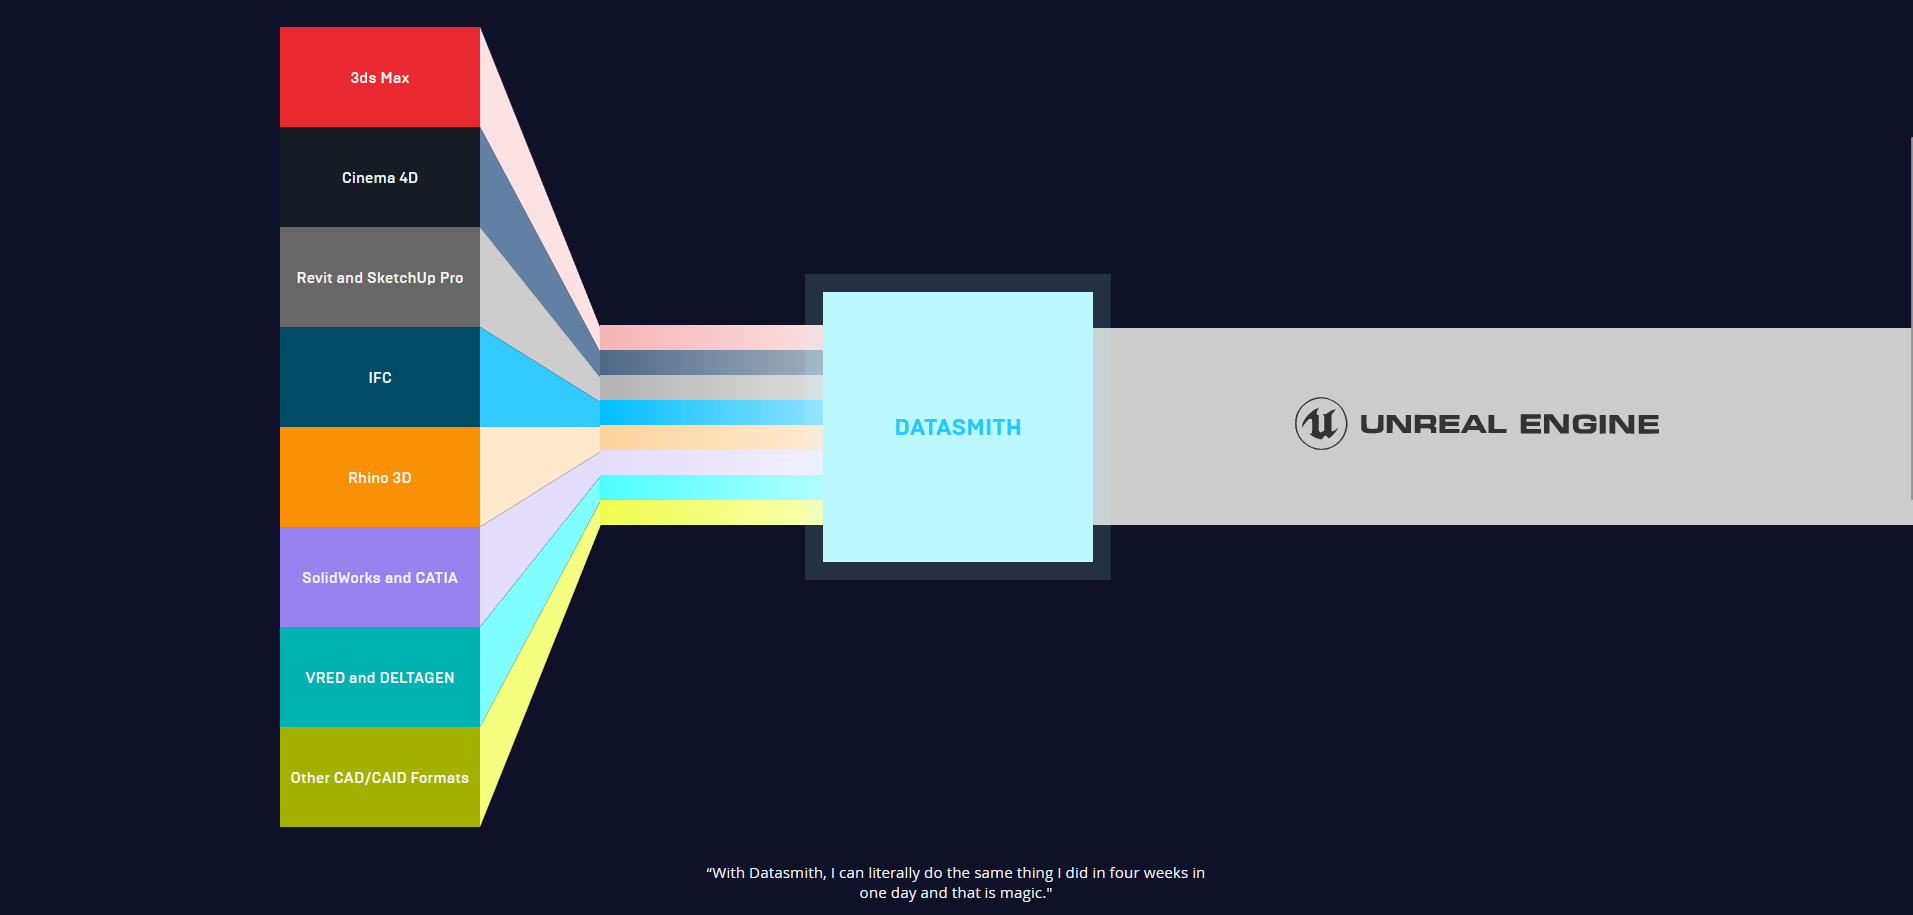 3ds Max
Cinema 4D
Revit and SketchUp Pro
IFC
Rhino 3D
SolidWorks and CATIA
VRED and DELTAGEN
Other CAD/CAID Formats
DATASMITH
UNREAL ENGINE
“With Datasmith, I can literally do the same thing I did in four weeks in
one day and that is magic."